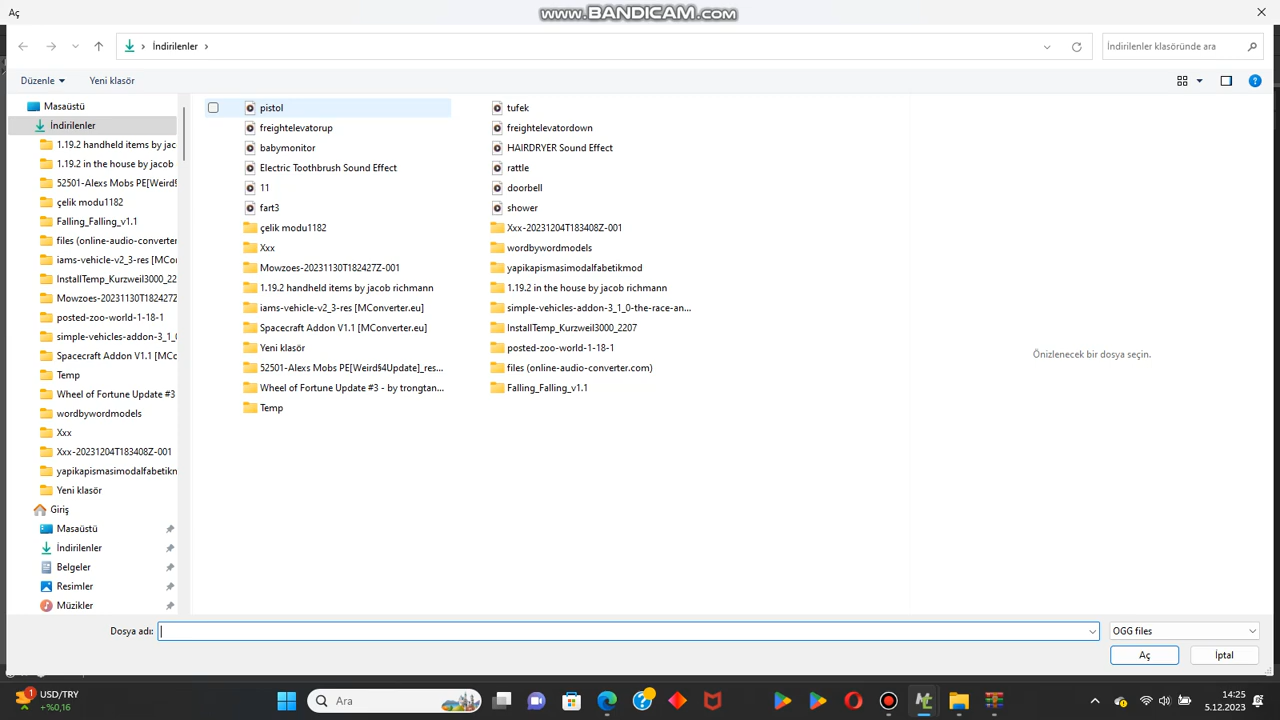 Aç
www.BANDICAM.com
İndirilenler
İndirilenler klasöründe ara
Düzenle
Yeni klasör
Masaüstü
İndirilenler
1.19.2 handheld items by jac
1.19.2 in the house by jacob
52501-Alexs Mobs PE[Weird§
çelik modu1182
Falling_Falling_v1.1
files (online-audio-converter
iams-vehicle-v2_3-res [MCor
InstallTemp_Kurzweil3000_22
Mowzoes-20231130T182427Z
posted-zoo-world-1-18-1
simple-vehicles-addon-3_1_0
Spacecraft Addon V1.1 [MCc
Temp
Wheel of Fortune Update #3
wordbywordmodels
Xxx
Xxx-20231204T183408Z-001
yapikapismasimodalfabetikn
Yeni klasör
Giriş
Masaüstü
İndirilenler
Belgeler
Resimler
Müzikler
pistol
tufek
freightelevatorup
freightelevatordown
babymonitor
HAIRDRYER Sound Effect
Electric Toothbrush Sound Effect
rattle
11
doorbell
fart3
shower
çelik modu1182
Xxx-20231204T183408Z-001
Xxx
wordbywordmodels
Mowzoes-20231130T182427Z-001
yapikapismasimodalfabetikmod
1.19.2 handheld items by jacob richmann
1.19.2 in the house by jacob richmann
iams-vehicle-v2_3-res [MConverter.eu]
simple-vehicles-addon-3_1_0-the-race-an...
Spacecraft Addon V1.1 [MConverter.eu]
InstallTemp_Kurzweil3000_2207
Yeni klasör
posted-zoo-world-1-18-1
52501-Alexs Mobs PE[Weird§4Update]_res...
files (online-audio-converter.com)
Wheel of Fortune Update #3 - by trongtan...
Falling_Falling_v1.1
Temp
Önizlenecek bir dosya seçin.
Dosya adı:
OGG files
Aç
İptal
1
USD/TRY
+%0,16
Ara
14:25
5.12.2023